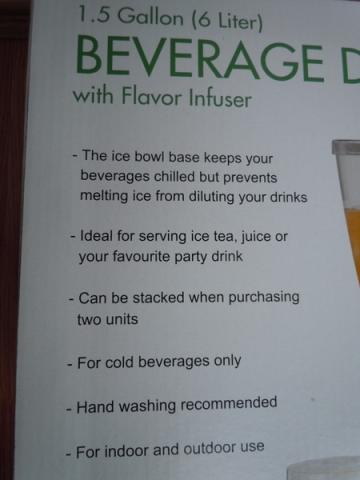 1.5 Gallon (6 Liter)
BEVERAGE D
with Flavor Infuser
- The ice bowl base keeps your
beverages chilled but prevents
melting ice from diluting your drinks
- Ideal for serving ice tea, juice or
your favourite party drink
- Can be stacked when purchasing
two units
- For cold beverages only
- Hand washing recommended
- For indoor and outdoor use